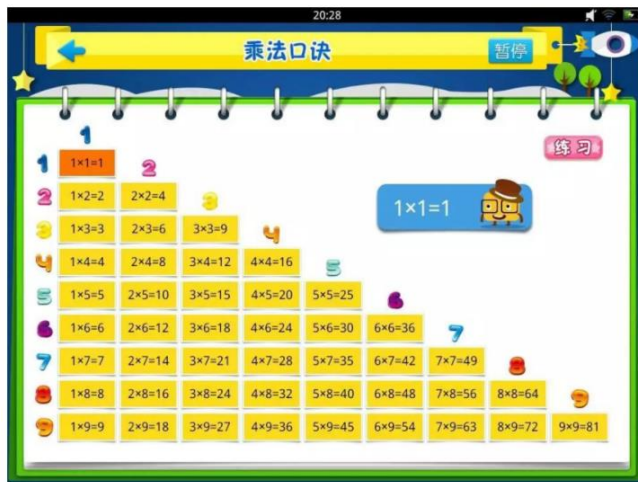 20:28
乘法口诀 暂停
1
练习
1 1×1=1 2
1×1=1
2 1×2=2 2×2=4 3
3 1×3=3 2×3=6 3×3=9 4
4 1×4=4 2×4=8 3×4=12 4×4=16 5
5 1×5=5 2×5=10 3×5=15 4×5=20 5×5=25 6
6 1×6=6 2×6=12 3×6=18 4×6=24 5×6=30 6×6=36 7
7 1×7=7 2×7=14 3×7=21 4×7=28 5×7=35 6×7=42 7×7=49 8
8 1×8=8 2×8=16 3×8=24 4×8=32 5×8=40 6×8=48 7×8=56 8×8=64 9
9 1×9=9 2×9=18 3×9=27 4×9=36 5×9=45 6×9=54 7×9=63 8×9=72 9×9=81